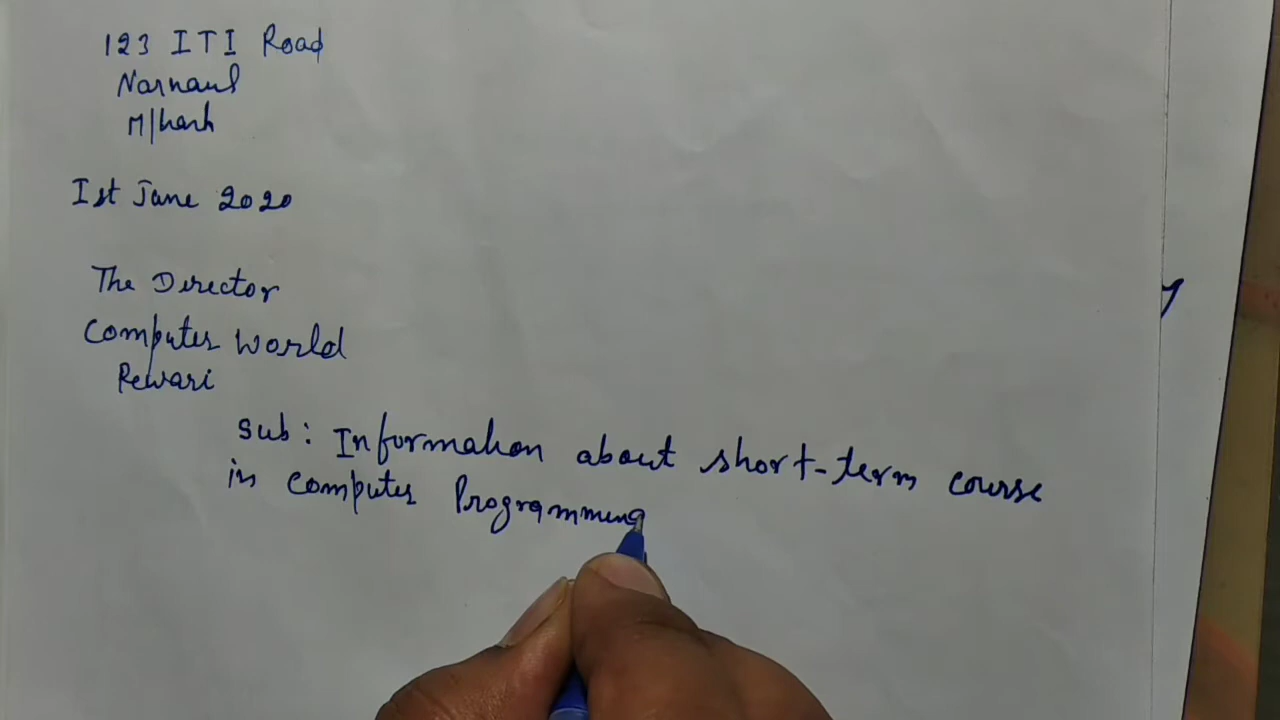 123 ITI Road
Narnaul
M/Garh
Ist June 2020
The Director
Computer World
Rewari
Sub: Information about short-term course
in Computer Programming